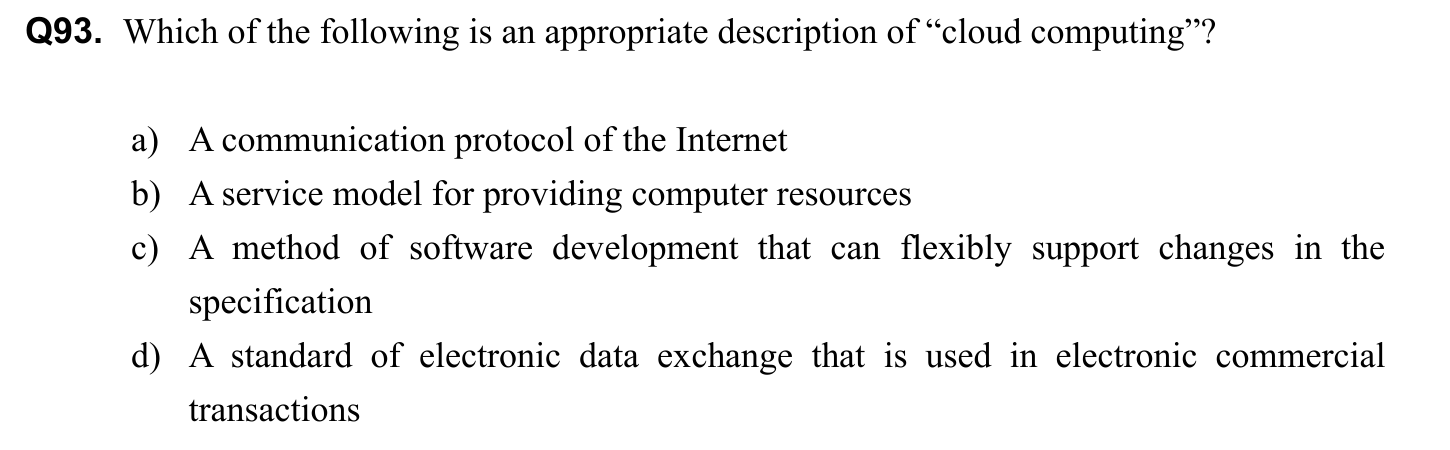 Q93. Which of the following is an appropriate description of “cloud computing”?
a) A communication protocol of the Internet
b) A service model for providing computer resources
c) A method of software development that can flexibly support changes in the
specification
d) A standard of electronic data exchange that is used in electronic commercial
transactions